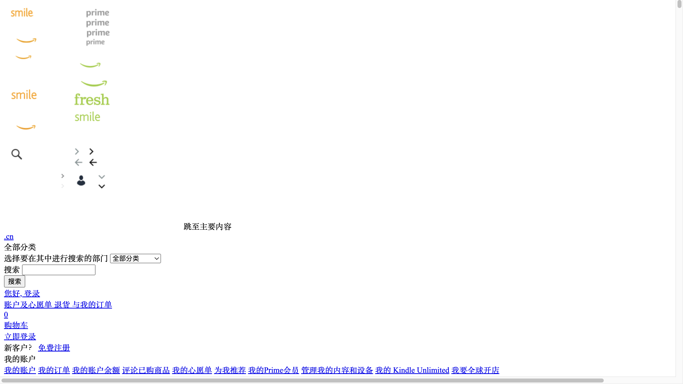 smile
prime
prime
prime
prime
smile
fresh
smile
跳至主要内容
.cn
全部分类
选择要在其中进行搜索的部门 全部分类
搜索
搜索
您好, 登录
账户及心愿单 退货 与我的订单
0
购物车
立即登录
新客户? 免费注册
我的账户
我的账户 我的订单 我的账户余额 评论已购商品 我的心愿单 为我推荐 我的Prime会员 管理我的内容和设备 我的 Kindle Unlimited 我要全球开店